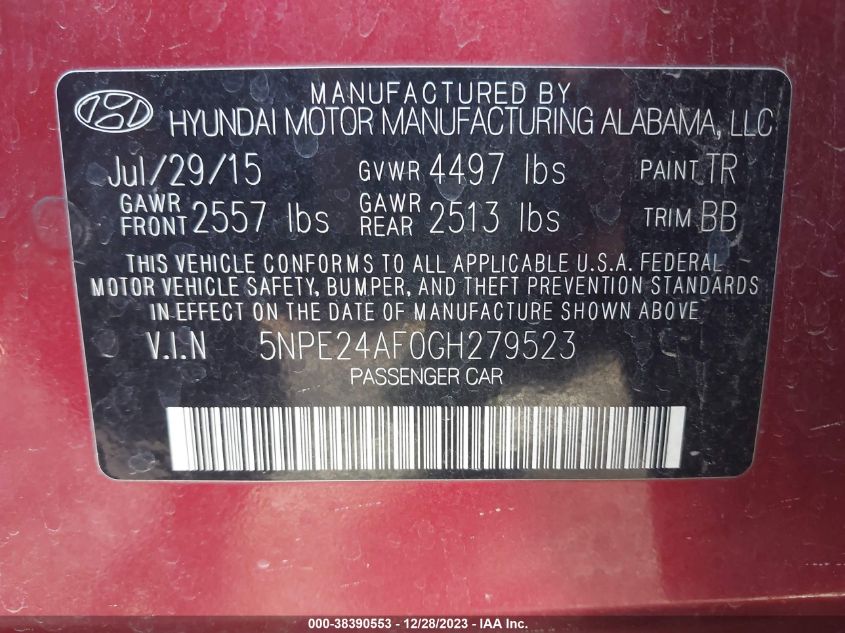 MANUFACTURED BY
HYUNDAI MOTOR MANUFACTURING ALABAMA, LLC
Jul/29/15 GVWR 4497 lbs PAINT TR
GAWR FRONT 2557 lbs GAWR REAR 2513 lbs TRIM BB
THIS VEHICLE CONFORMS TO ALL APPLICABLE U.S.A. FEDERAL
MOTOR VEHICLE SAFETY, BUMPER, AND THEFT PREVENTION STANDARDS
IN EFFECT ON THE DATE OF MANUFACTURE SHOWN ABOVE.
V.I.N 5NPE24AF0GH279523
PASSENGER CAR
000-38390553 - 12/28/2023 - IAA Inc.